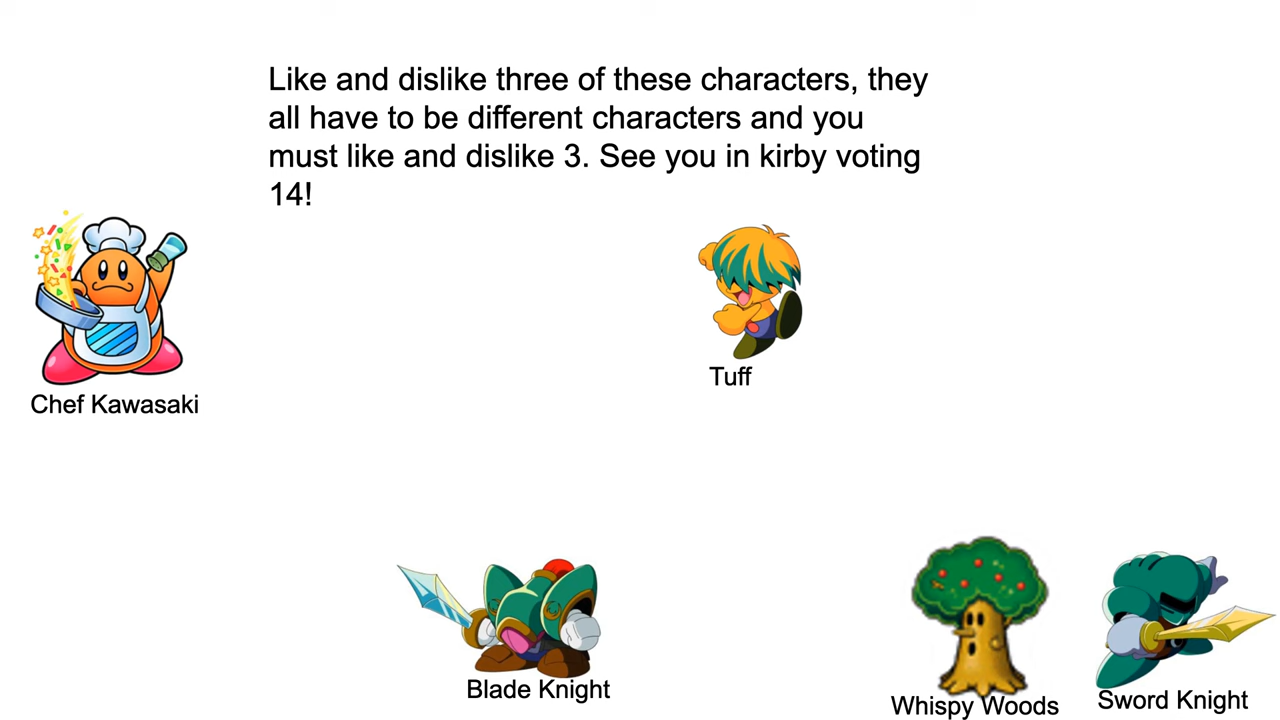 Like and dislike three of these characters, they
all have to be different characters and you
must like and dislike 3. See you in kirby voting
14!
Tuff
Chef Kawasaki
Blade Knight
Whispy Woods
Sword Knight